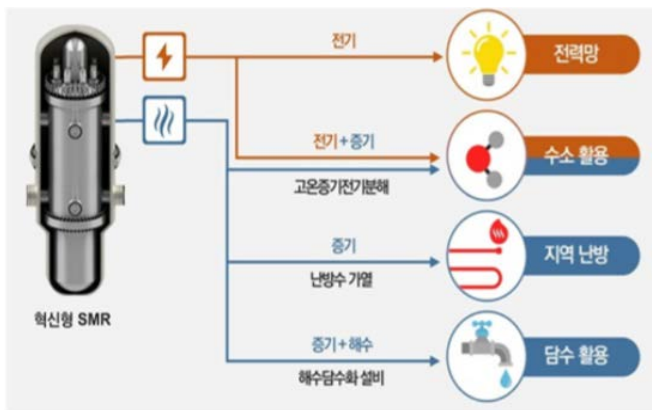 전기
전력망
전기 + 증기
고온증기전기분해
수소 활용
증기
난방수 가열
지역 난방
혁신형 SMR
증기 + 해수
해수담수화 설비
담수 활용